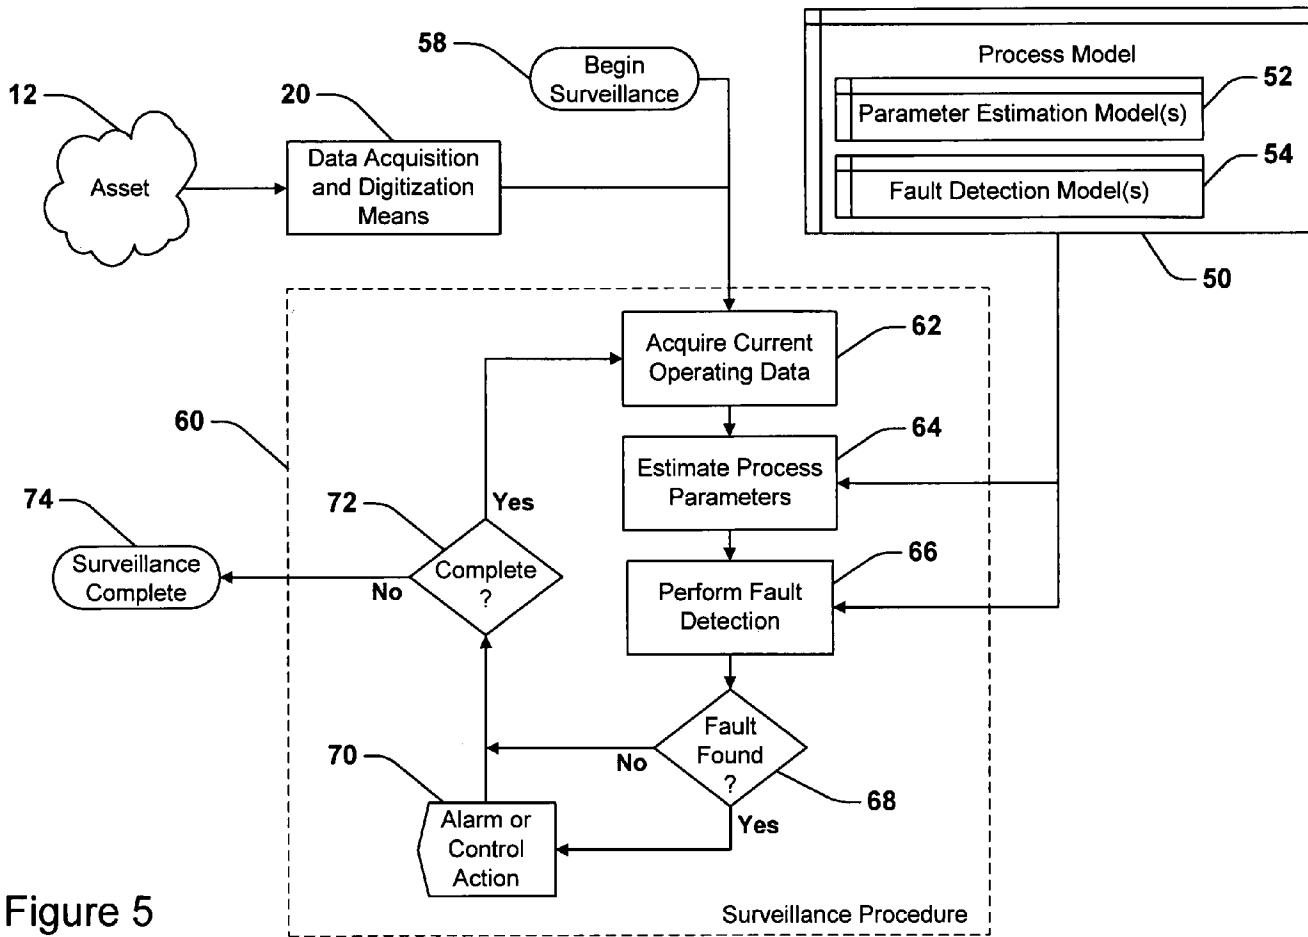 58
Begin
Surveillance
Process Model
52
Parameter Estimation Model(s)
54
Fault Detection Model(s)
50
12
Asset
20
Data Acquisition
and Digitization
Means
62
Acquire Current
Operating Data
60
64
Estimate Process
Parameters
74
Surveillance
Complete
72
Yes
Complete
?
No
66
Perform Fault
Detection
Fault
Found
?
No
68
Yes
70
Alarm or
Control
Action
Surveillance Procedure
Figure 5